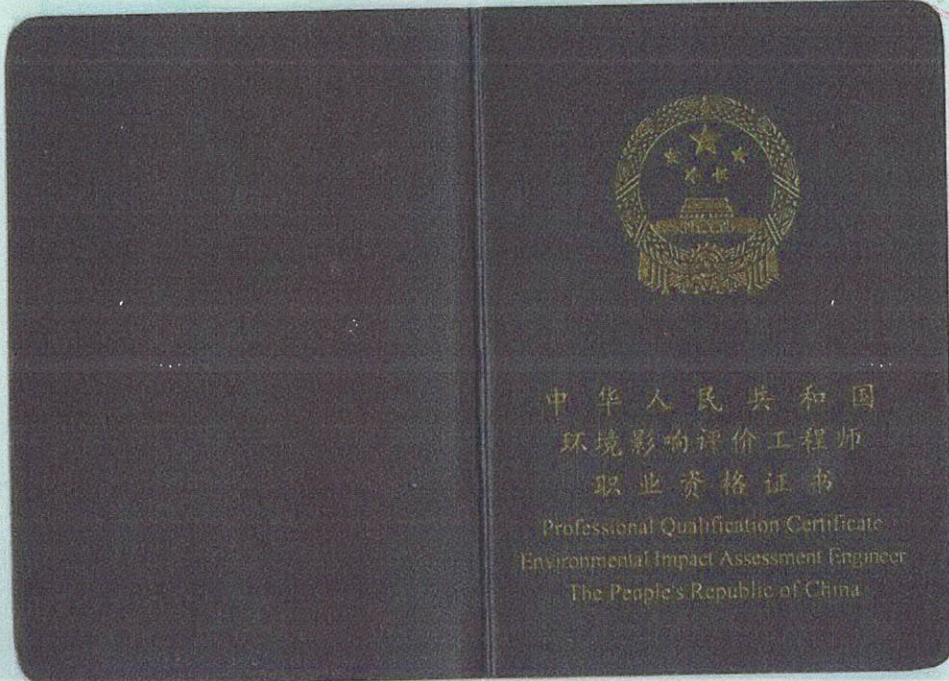 中华人民共和国
环境影响评价工程师
职业资格证书
Professional Qualification Certificate
Environmental Impact Assessment Engineer
The People's Republic of China